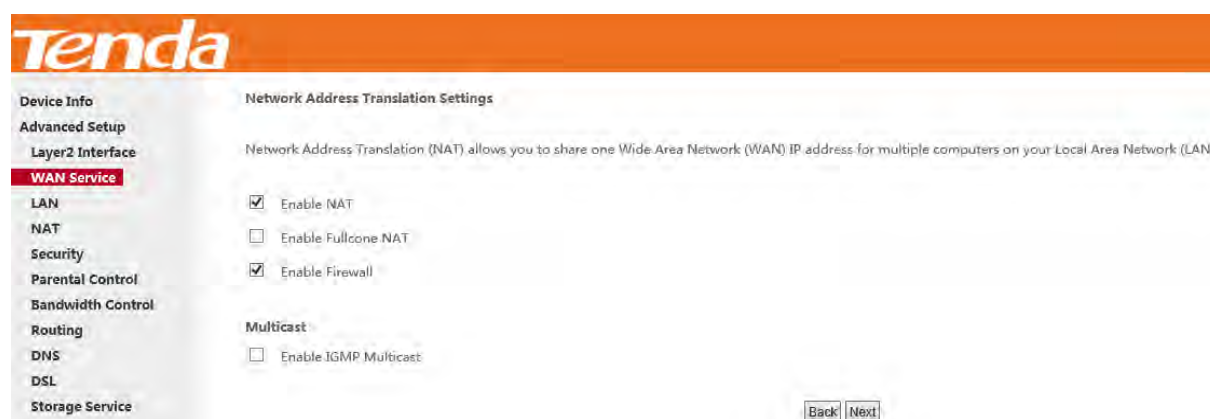 Tenda
Device Info
Advanced Setup
Layer2 Interface
WAN Service
LAN
NAT
Security
Parental Control
Bandwidth Control
Routing
DNS
DSL
Storage Service
Network Address Translation Settings
Network Address Translation (NAT) allows you to share one Wide Area Network (WAN) IP address for multiple computers on your Local Area Network (LAN
Enable NAT
Enable Fullcone NAT
Enable Firewall
Multicast
Enable IGMP Multicast
Back Next